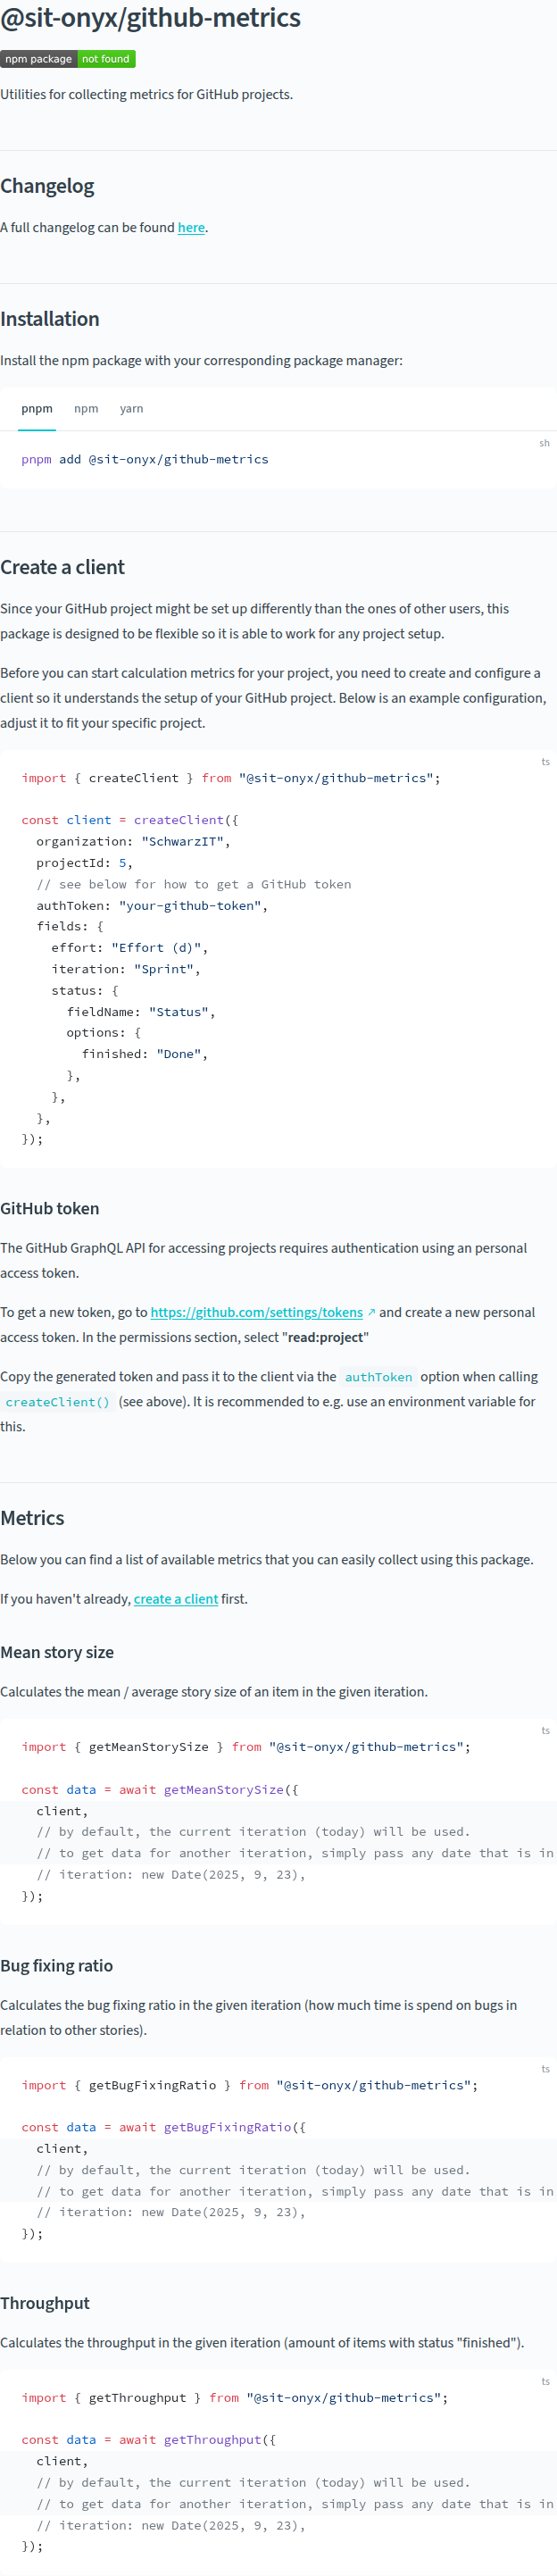 @sit-onyx/github-metrics
npm package not found
Utilities for collecting metrics for GitHub projects.
Changelog
A full changelog can be found here.
Installation
Install the npm package with your corresponding package manager:
pnpm npm yarn
sh
pnpm add @sit-onyx/github-metrics
Create a client
Since your GitHub project might be set up differently than the ones of other users, this
package is designed to be flexible so it is able to work for any project setup.
Before you can start calculation metrics for your project, you need to create and configure a
client so it understands the setup of your GitHub project. Below is an example configuration,
adjust it to fit your specific project.
ts
import { createClient } from "@sit-onyx/github-metrics";
const client = createClient({
  organization: "SchwarzIT",
  projectId: 5,
  // see below for how to get a GitHub token
  authToken: "your-github-token",
  fields: {
    effort: "Effort (d)",
    iteration: "Sprint",
    status: {
      fieldName: "Status",
      options: {
        finished: "Done",
      },
    },
  },
});
GitHub token
The GitHub GraphQL API for accessing projects requires authentication using an personal
access token.
To get a new token, go to https://github.com/settings/tokens ↗ and create a new personal
access token. In the permissions section, select "read:project"
Copy the generated token and pass it to the client via the authToken option when calling
createClient() (see above). It is recommended to e.g. use an environment variable for
this.
Metrics
Below you can find a list of available metrics that you can easily collect using this package.
If you haven't already, create a client first.
Mean story size
Calculates the mean / average story size of an item in the given iteration.
ts
import { getMeanStorySize } from "@sit-onyx/github-metrics";
const data = await getMeanStorySize({
  client,
  // by default, the current iteration (today) will be used.
  // to get data for another iteration, simply pass any date that is in
  // iteration: new Date(2025, 9, 23),
});
Bug fixing ratio
Calculates the bug fixing ratio in the given iteration (how much time is spend on bugs in
relation to other stories).
ts
import { getBugFixingRatio } from "@sit-onyx/github-metrics";
const data = await getBugFixingRatio({
  client,
  // by default, the current iteration (today) will be used.
  // to get data for another iteration, simply pass any date that is in
  // iteration: new Date(2025, 9, 23),
});
Throughput
Calculates the throughput in the given iteration (amount of items with status "finished").
ts
import { getThroughput } from "@sit-onyx/github-metrics";
const data = await getThroughput({
  client,
  // by default, the current iteration (today) will be used.
  // to get data for another iteration, simply pass any date that is in
  // iteration: new Date(2025, 9, 23),
});